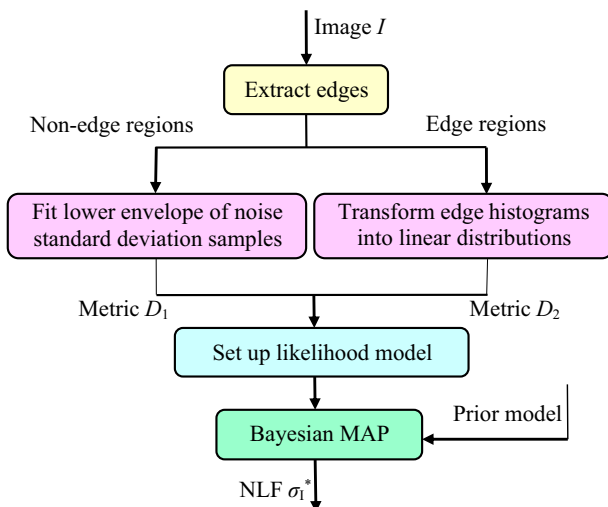 Image I
Extract edges
Non-edge regions
Edge regions
Fit lower envelope of noise
standard deviation samples
Transform edge histograms
into linear distributions
Metric D₁
Metric D₂
Set up likelihood model
Prior model
Bayesian MAP
NLF σ_I*